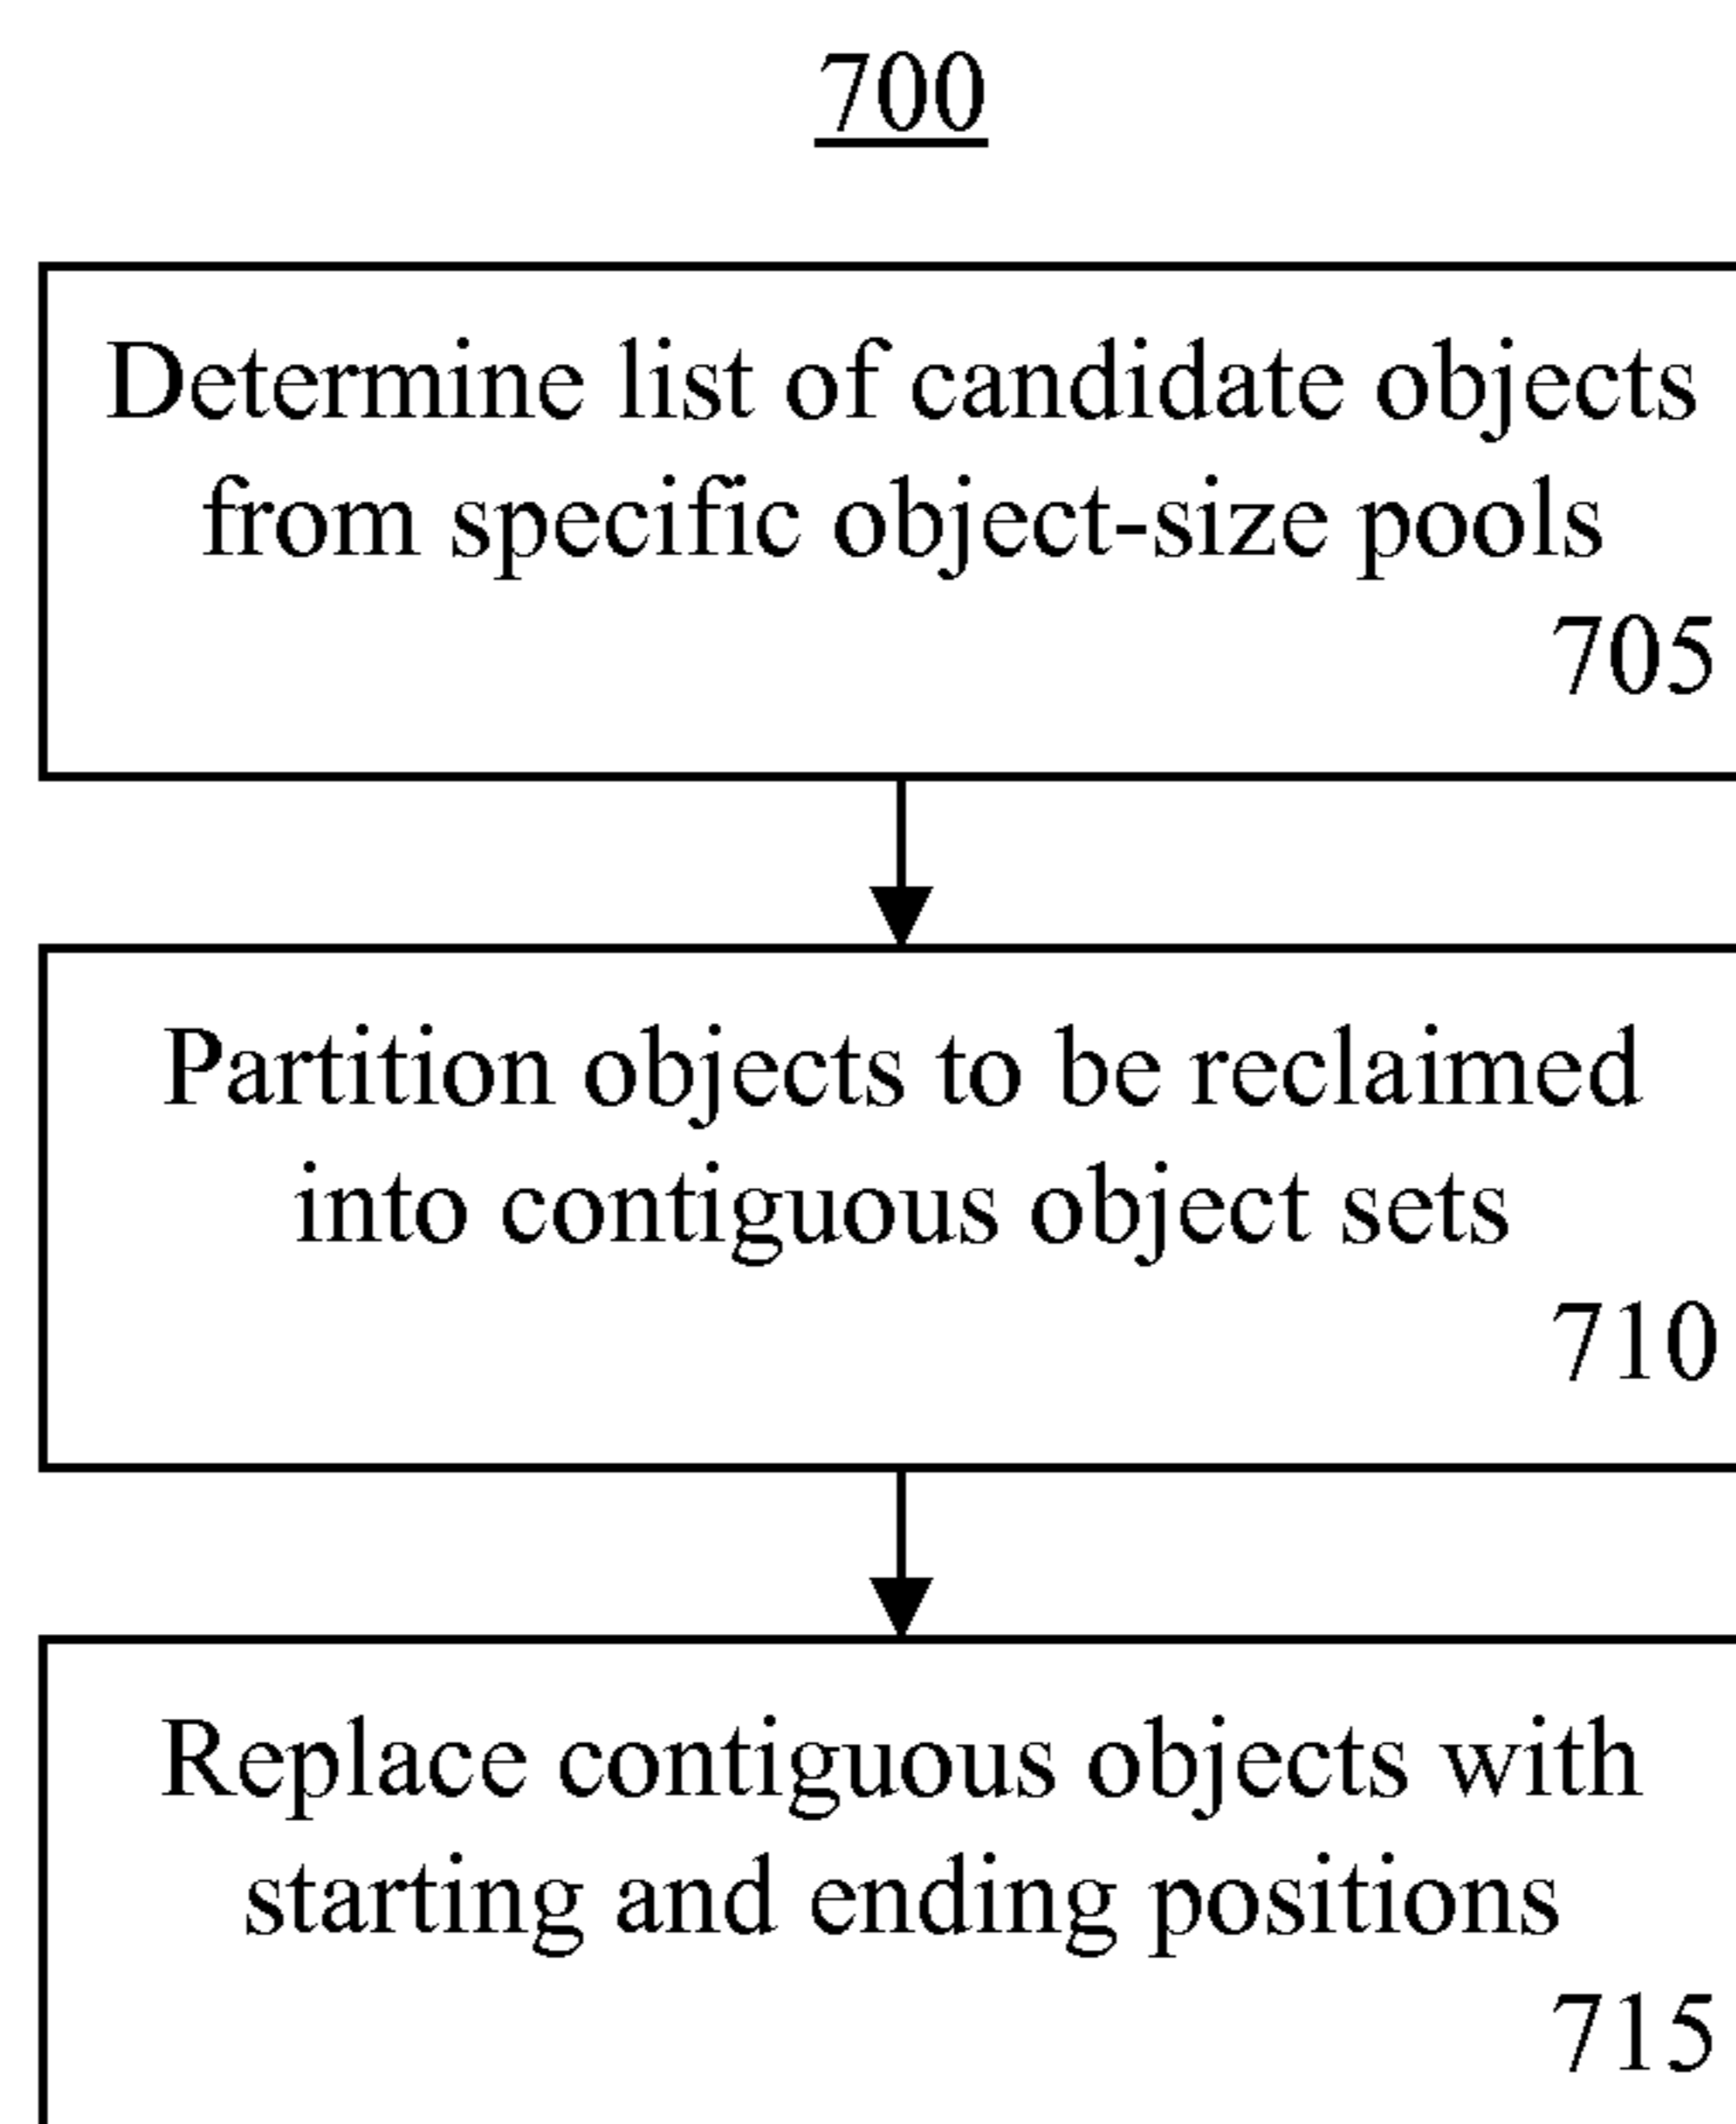 700
Determine list of candidate objects
from specific object-size pools
705
Partition objects to be reclaimed
into contiguous object sets
710
Replace contiguous objects with
starting and ending positions
715